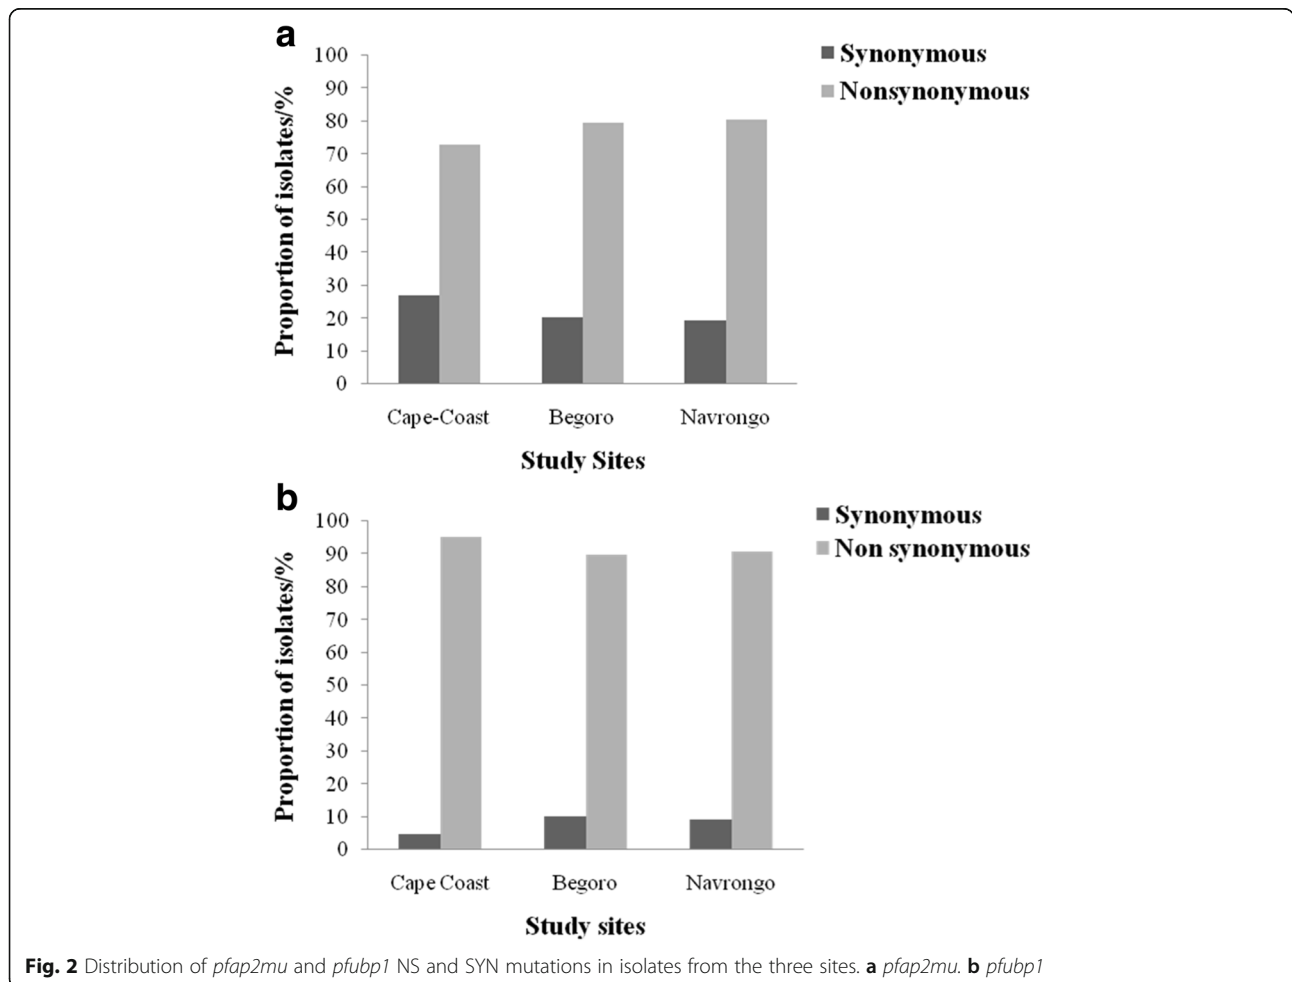 a
Synonymous
Nonsynonymous
Proportion of isolates/%
100
90
80
70
60
50
40
30
20
10
0
Cape-Coast Begoro Navrongo
Study Sites
b
Synonymous
Non synonymous
Proportion of isolates/%
100
90
80
70
60
50
40
30
20
10
0
Cape Coast Begoro Navrongo
Study sites
Fig. 2 Distribution of pfap2mu and pfubp1 NS and SYN mutations in isolates from the three sites. a pfap2mu. b pfubp1